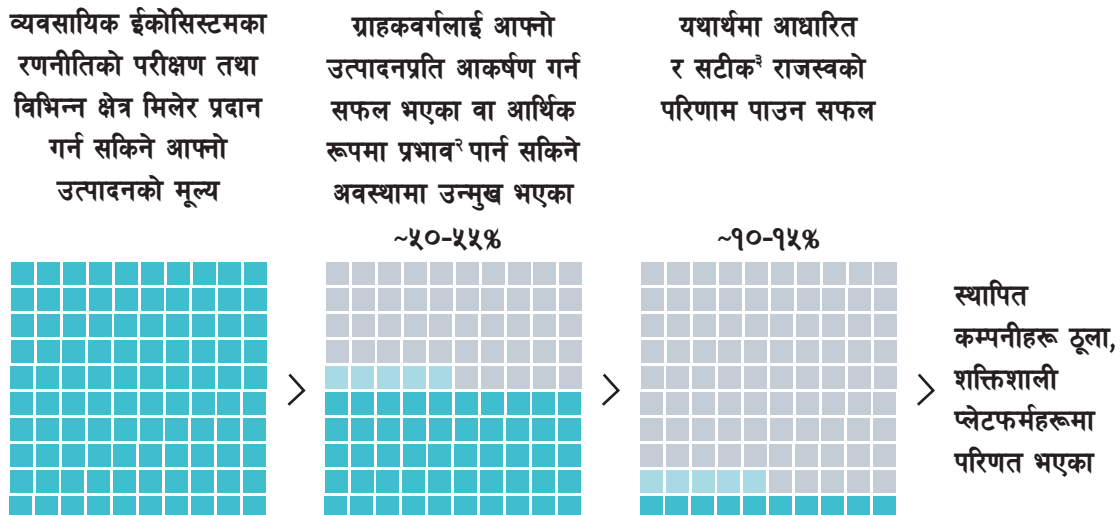 व्यवसायिक ईकोसिस्टमका
रणनीतिको परीक्षण तथा
विभिन्न क्षेत्र मिलेर प्रदान
गर्न सकिने आफ्नो
उत्पादनको मूल्य
ग्राहकवर्गलाई आफ्नो
उत्पादनप्रति आकर्षण गर्न
सफल भएका वा आर्थिक
रूपमा प्रभाव² पार्न सकिने
अवस्थामा उन्मुख भएका
~५०-५५%
यथार्थमा आधारित
र सटीक³ राजस्वको
परिणाम पाउन सफल
~१०-१५%
स्थापित
कम्पनीहरू ठूला,
शक्तिशाली
प्लेटफर्महरूमा
परिणत भएका